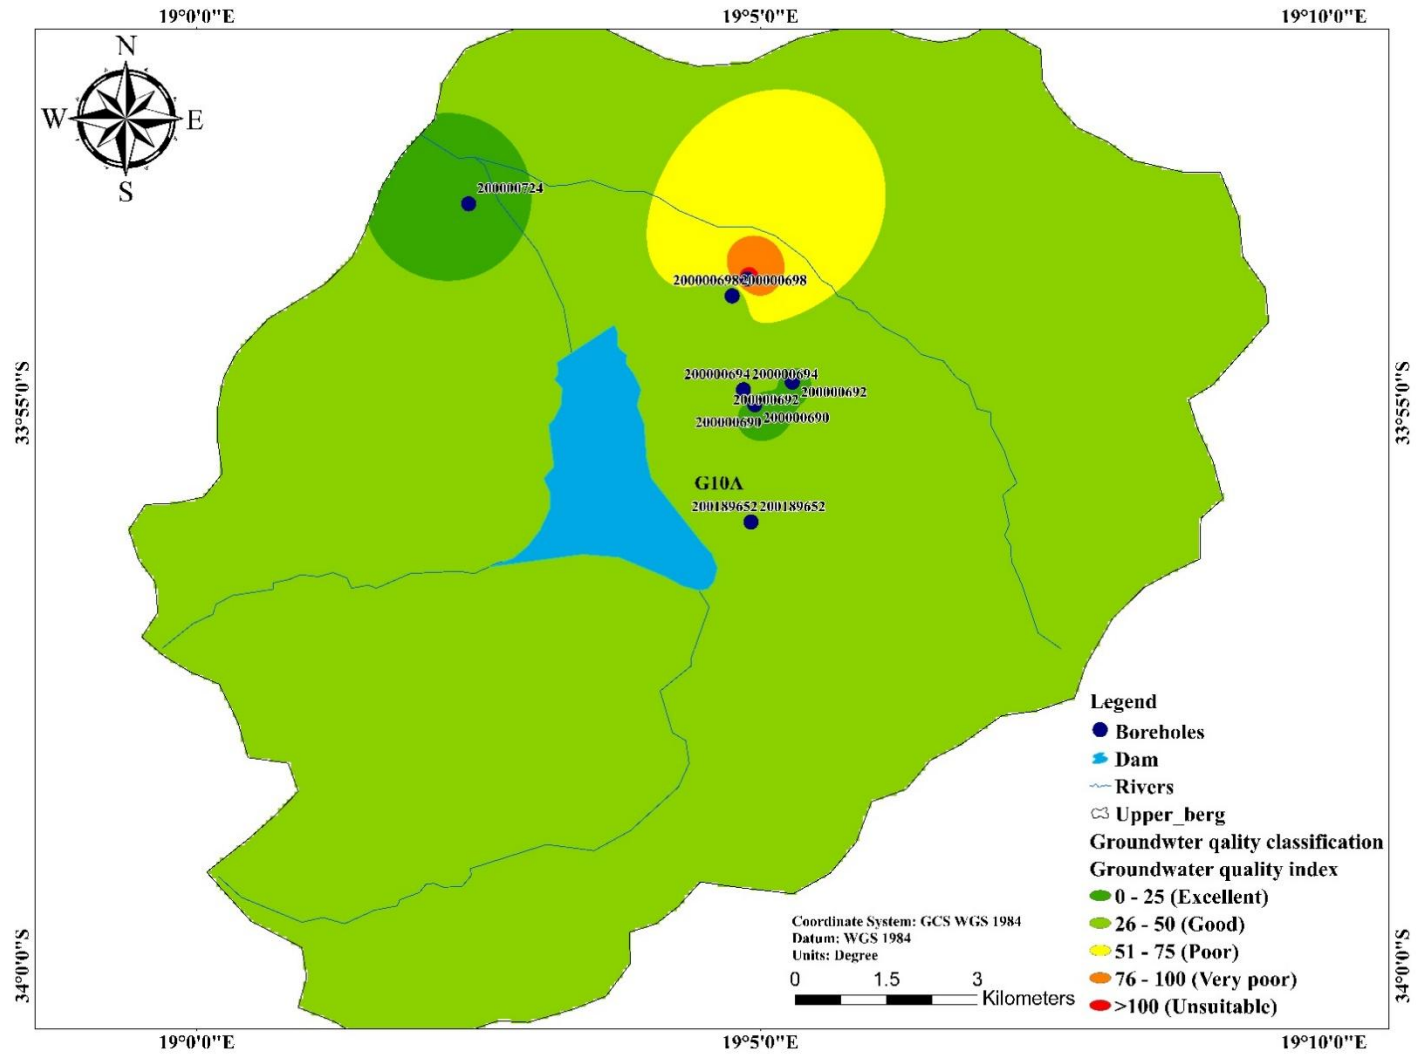 19°0'0"E 19°5'0"E 19°10'0"E
N
W E
S
200000724
200000698 200000698
33°55'0"S 33°55'0"S
200000694 200000694
200000692
200000692
200000690 200000690
G10A
200189652 200189652
Legend
Boreholes
Dam
Rivers
Upper_berg
Groundwter qality classification
Groundwater quality index
0 - 25 (Excellent)
26 - 50 (Good)
51 - 75 (Poor)
76 - 100 (Very poor)
>100 (Unsuitable)
Coordinate System: GCS WGS 1984
Datum: WGS 1984
Units: Degree
0 1.5 3
Kilometers
34°0'0"S 34°0'0"S
19°0'0"E 19°5'0"E 19°10'0"E